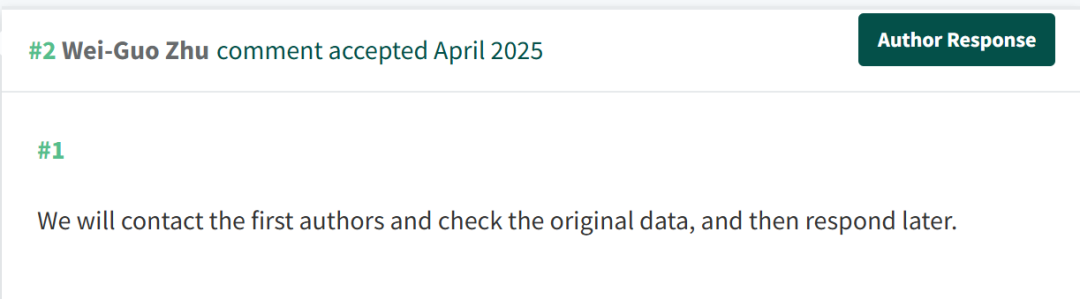 #2 Wei-Guo Zhu comment accepted April 2025
Author Response
#1
We will contact the first authors and check the original data, and then respond later.